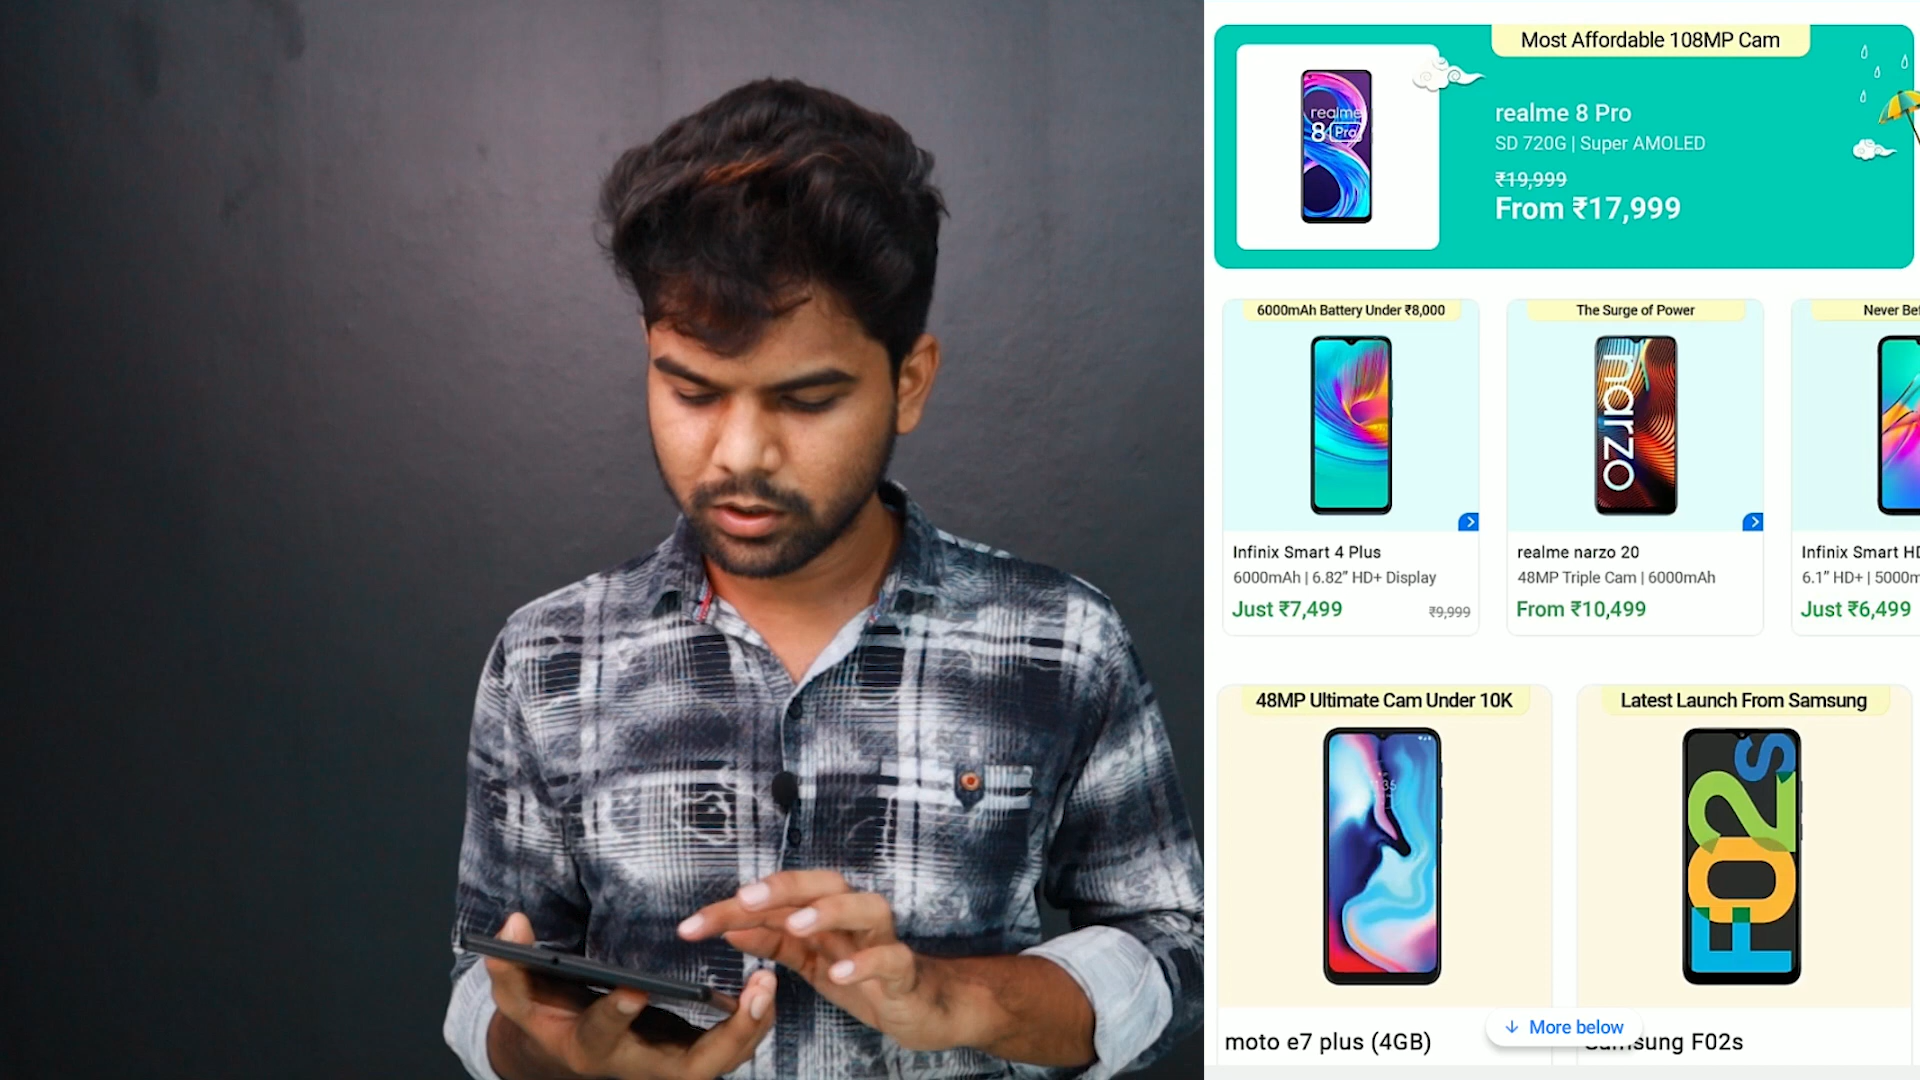 Most Affordable 108MP Cam
realme
8 Pro
realme 8 Pro
SD 720G | Super AMOLED
₹19,999
From ₹17,999
6000mAh Battery Under ₹8,000
Infinix Smart 4 Plus
6000mAh | 6.82” HD+ Display
Just ₹7,499 ₹9,999
The Surge of Power
narzo
realme narzo 20
48MP Triple Cam | 6000mAh
From ₹10,499
Never Bef
Infinix Smart HD
6.1” HD+ | 5000m
Just ₹6,499
48MP Ultimate Cam Under 10K
moto e7 plus (4GB)
Latest Launch From Samsung
F02s
Samsung F02s
↓ More below